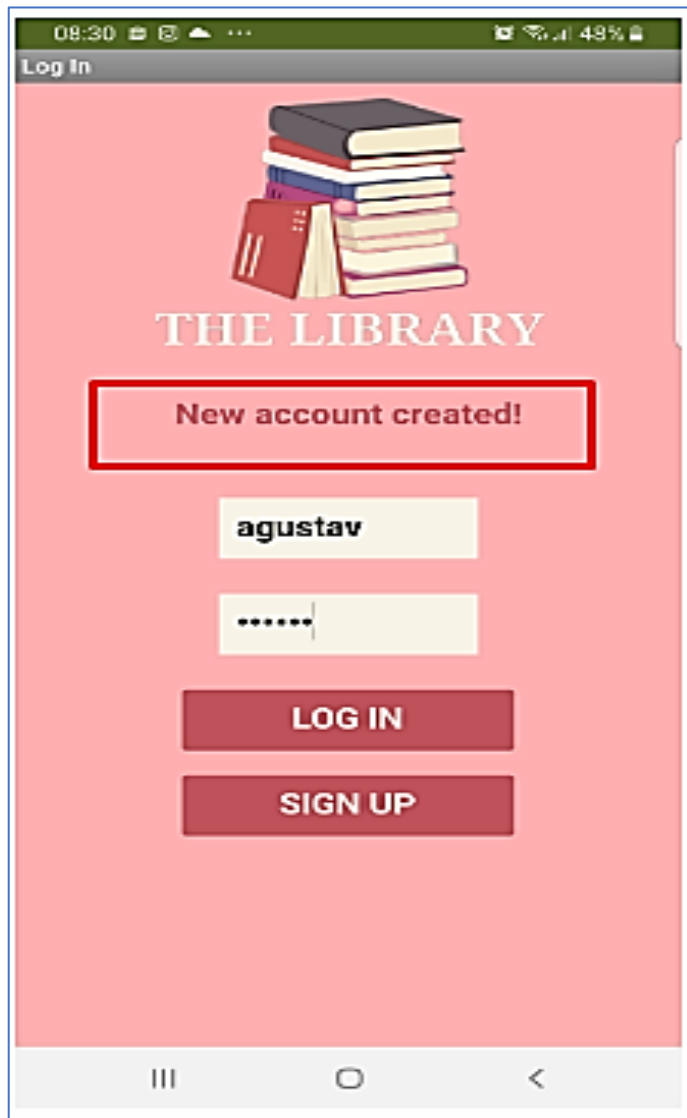 08:30 48%
Log In
THE LIBRARY
New account created!
agustav
••••••
LOG IN
SIGN UP